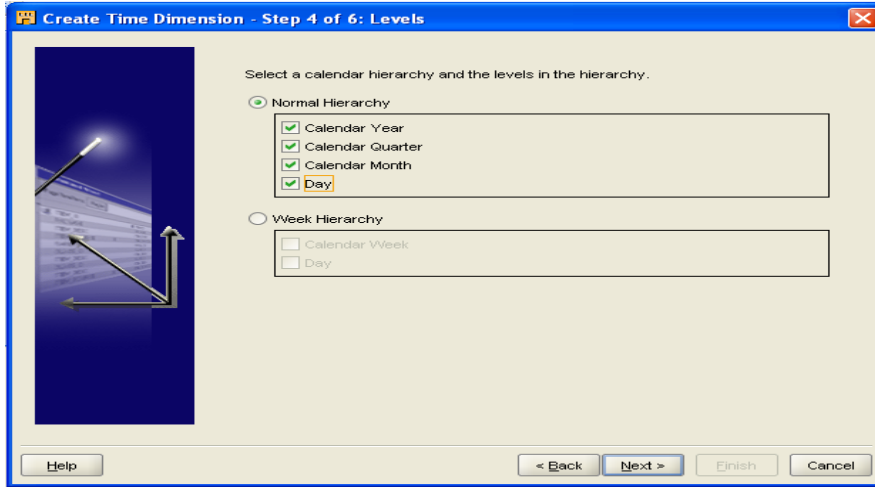 Create Time Dimension - Step 4 of 6: Levels
Select a calendar hierarchy and the levels in the hierarchy.
Normal Hierarchy
Calendar Year
Calendar Quarter
Calendar Month
Day
Week Hierarchy
Calendar Week
Day
Help
< Back
Next >
Finish
Cancel